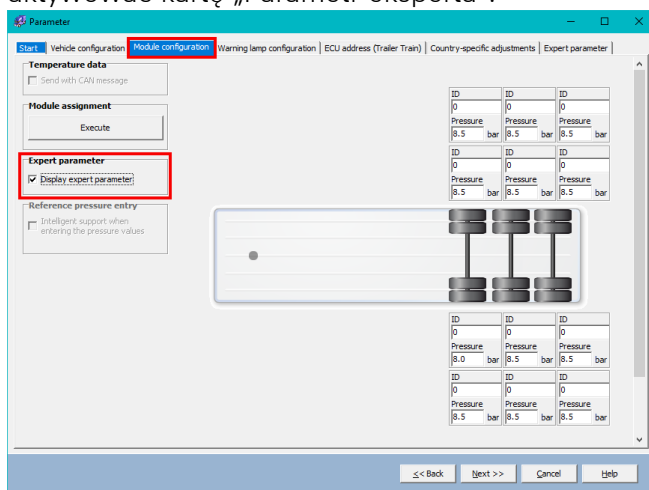 aktywować kartę „Parametr eksperta”.
Parameter
Start Vehicle configuration Module configuration Warning lamp configuration ECU address (Trailer Train) Country-specific adjustments Expert parameter
Temperature data
Send with CAN message
Module assignment
Execute
Expert parameter
Display expert parameter
Reference pressure entry
Intelligent support when
entering the pressure values
ID ID ID
0 0 0
Pressure Pressure Pressure
8.5 bar 8.5 bar 8.5 bar
ID ID ID
0 0 0
Pressure Pressure Pressure
8.5 bar 8.5 bar 8.5 bar
ID ID ID
0 0 0
Pressure Pressure Pressure
8.0 bar 8.5 bar 8.5 bar
ID ID ID
0 0 0
Pressure Pressure Pressure
8.5 bar 8.5 bar 8.5 bar
<< Back Next >> Cancel Help